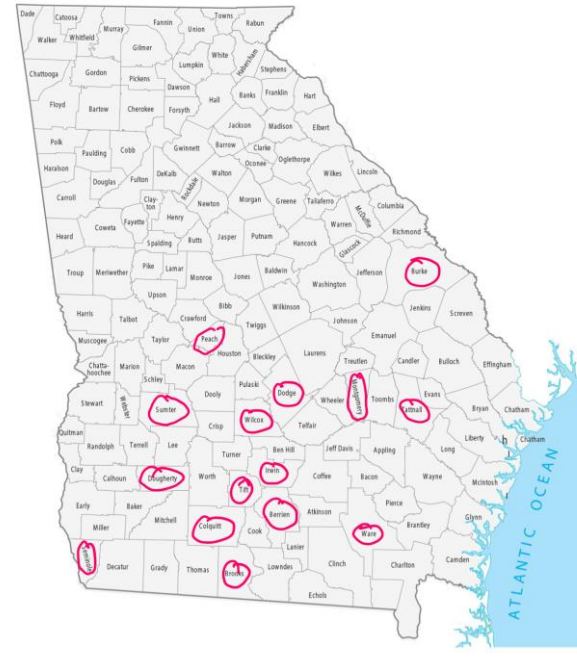 Dade
Catoosa
Fannin
Towns
Rabun
Walker
Whitfield
Murray
Union
Gilmer
White
Habersham
Lumpkin
Stephens
Chattooga
Gordon
Pickens
Dawson
Banks
Franklin
Hart
Hall
Floyd
Bartow
Cherokee
Forsyth
Jackson
Madison
Elbert
Polk
Paulding
Cobb
Gwinnett
Barrow
Clarke
Oconee
Oglethorpe
Haralson
Douglas
Fulton
DeKalb
Rockdale
Walton
Wilkes
Lincoln
Carroll
Clay-
ton
Newton
Morgan
Greene
Taliaferro
McDuffie
Columbia
Coweta
Fayette
Henry
Heard
Spalding
Butts
Jasper
Putnam
Hancock
Warren
Glascock
Richmond
Troup
Meriwether
Pike
Lamar
Monroe
Jones
Baldwin
Washington
Jefferson
Burke
Upson
Bibb
Wilkinson
Harris
Talbot
Crawford
Twiggs
Johnson
Jenkins
Screven
Muscogee
Taylor
Peach
Houston
Bleckley
Laurens
Emanuel
Chatta-
hoochee
Marion
Macon
Treutlen
Candler
Bulloch
Effingham
Schley
Pulaski
Dodge
Wheeler
Montgomery
Toombs
Evans
Stewart
Webster
Sumter
Dooly
Wilcox
Telfair
Tattnall
Bryan
Chatham
Quitman
Crisp
Liberty
h
Chatham
Randolph
Terrell
Lee
Turner
Ben Hill
Jeff Davis
Appling
Long
Clay
Calhoun
Dougherty
Worth
Tift
Irwin
Coffee
Bacon
Wayne
McIntosh
Early
Baker
Mitchell
Colquitt
Berrien
Atkinson
Pierce
Glynn
Miller
Cook
Ware
Brantley
Seminole
Decatur
Grady
Thomas
Brooks
Lowndes
Lanier
Clinch
Charlton
Camden
Echols
ATLANTIC OCEAN